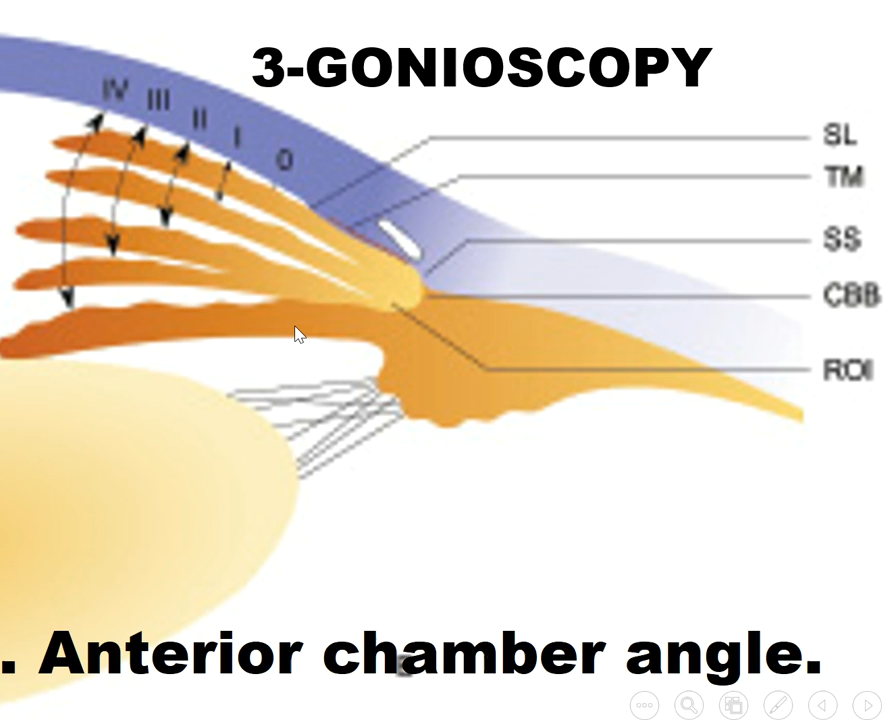 3-GONIOSCOPY
IV III II I 0
SL
TM
SS
CBB
ROI
. Anterior chamber angle.